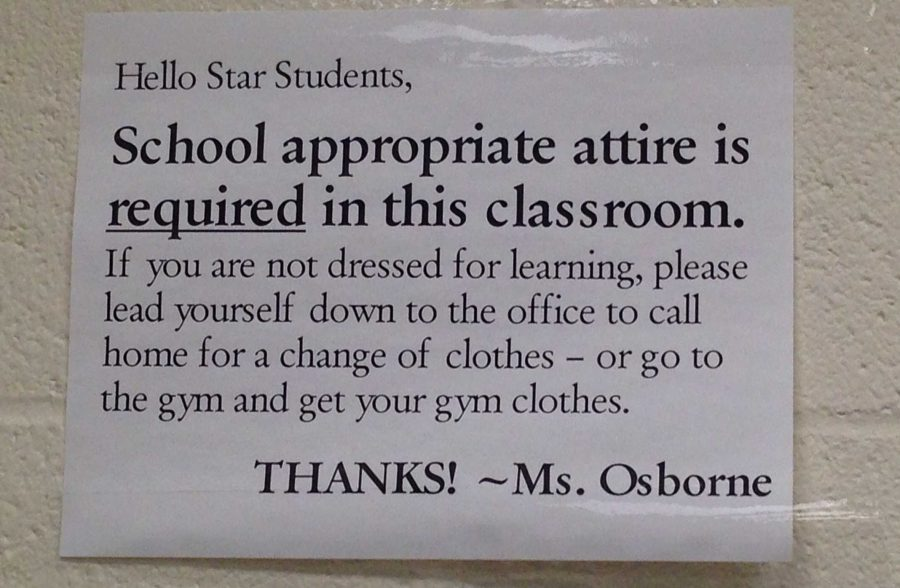 Hello Star Students,
School appropriate attire is
required in this classroom.
If you are not dressed for learning, please
lead yourself down to the office to call
home for a change of clothes – or go to
the gym and get your gym clothes.
THANKS! ~Ms. Osborne